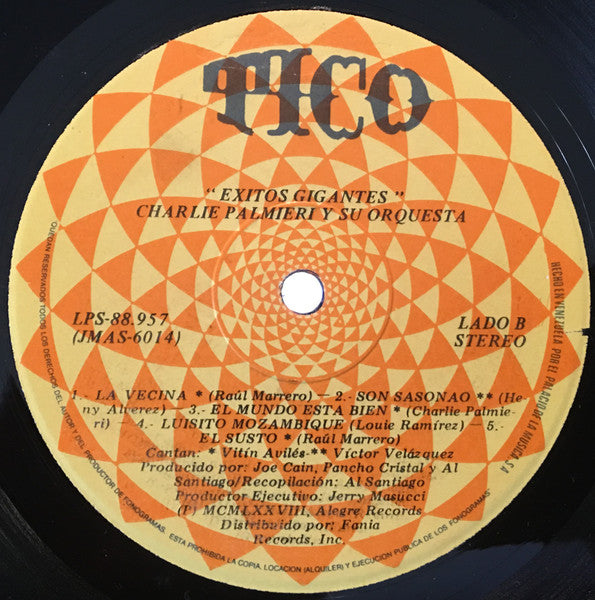 TICO
" EXITOS GIGANTES "
CHARLIE PALMIERI Y SU ORQUESTA
LPS-88.957
(JMAS-6014)
LADO B
STEREO
1.- LA VECINA * (Raúl Marrero) — 2.- SON SASONAO ** (He-
ny Alverez) — 3.- EL MUNDO ESTA BIEN * (Charlie Palmie-
ri) — 4.- LUISITO MOZAMBIQUE (Louie Ramírez) — 5.-
EL SUSTO * (Raúl Marrero)
Cantan: * Vitín Avilés-** Víctor Velázquez
Producido por: Joe Cain, Pancho Cristal y Al
Santiago/Recopilación: Al Santiago
Productor Ejecutivo: Jerry Masucci
(P) MCMLXXVIII, Alegre Records
Distribuido por: Fania
Records, Inc.
HECHO EN VENEZUELA POR EL PALACIO DE LA MUSICA, S.A
QUEDAN RESERVADOS TODOS LOS DERECHOS DEL AUTOR Y DEL PRODUCTOR DE FONOGRAMAS. ESTA PROHIBIDA LA COPIA, LOCACION (ALQUILER) Y EJECUCION PUBLICA DE LOS FONOGRAMAS